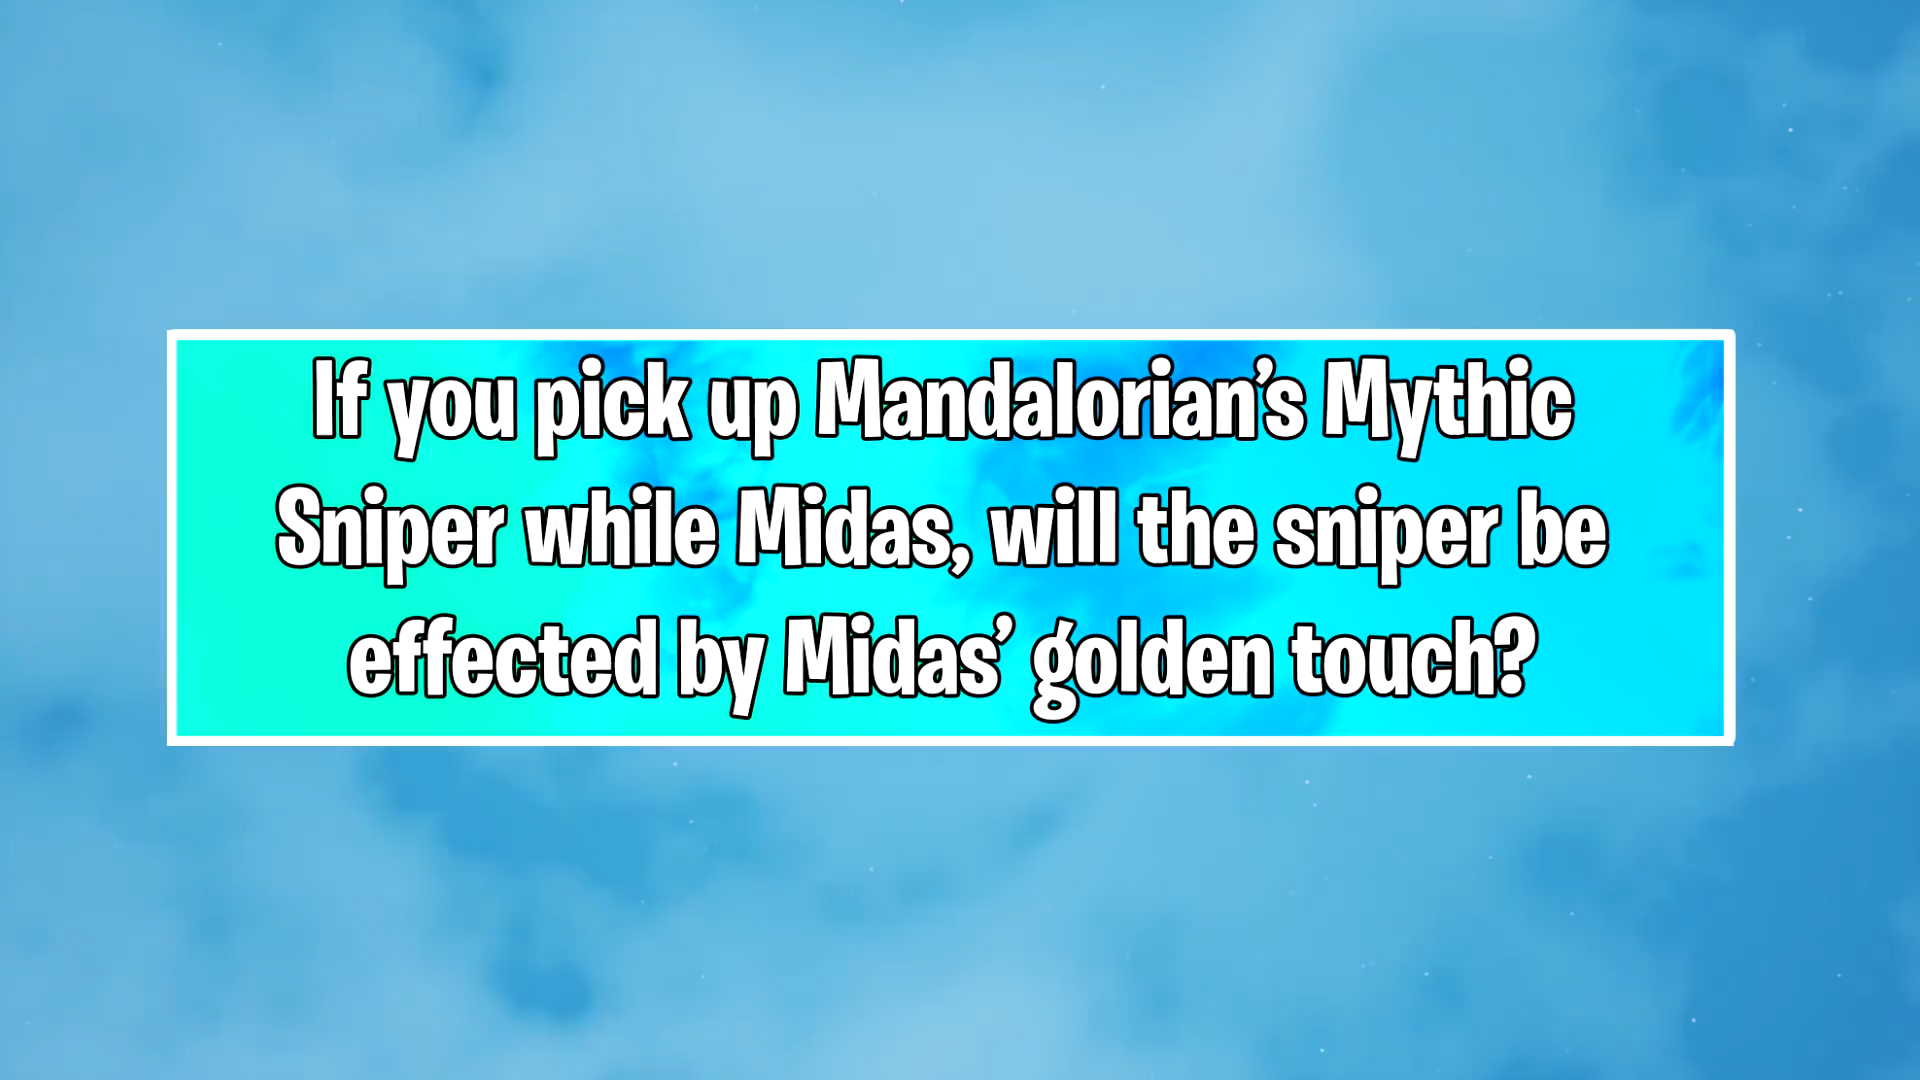 If you pick up Mandalorian’s Mythic
Sniper while Midas, will the sniper be
effected by Midas’ golden touch?